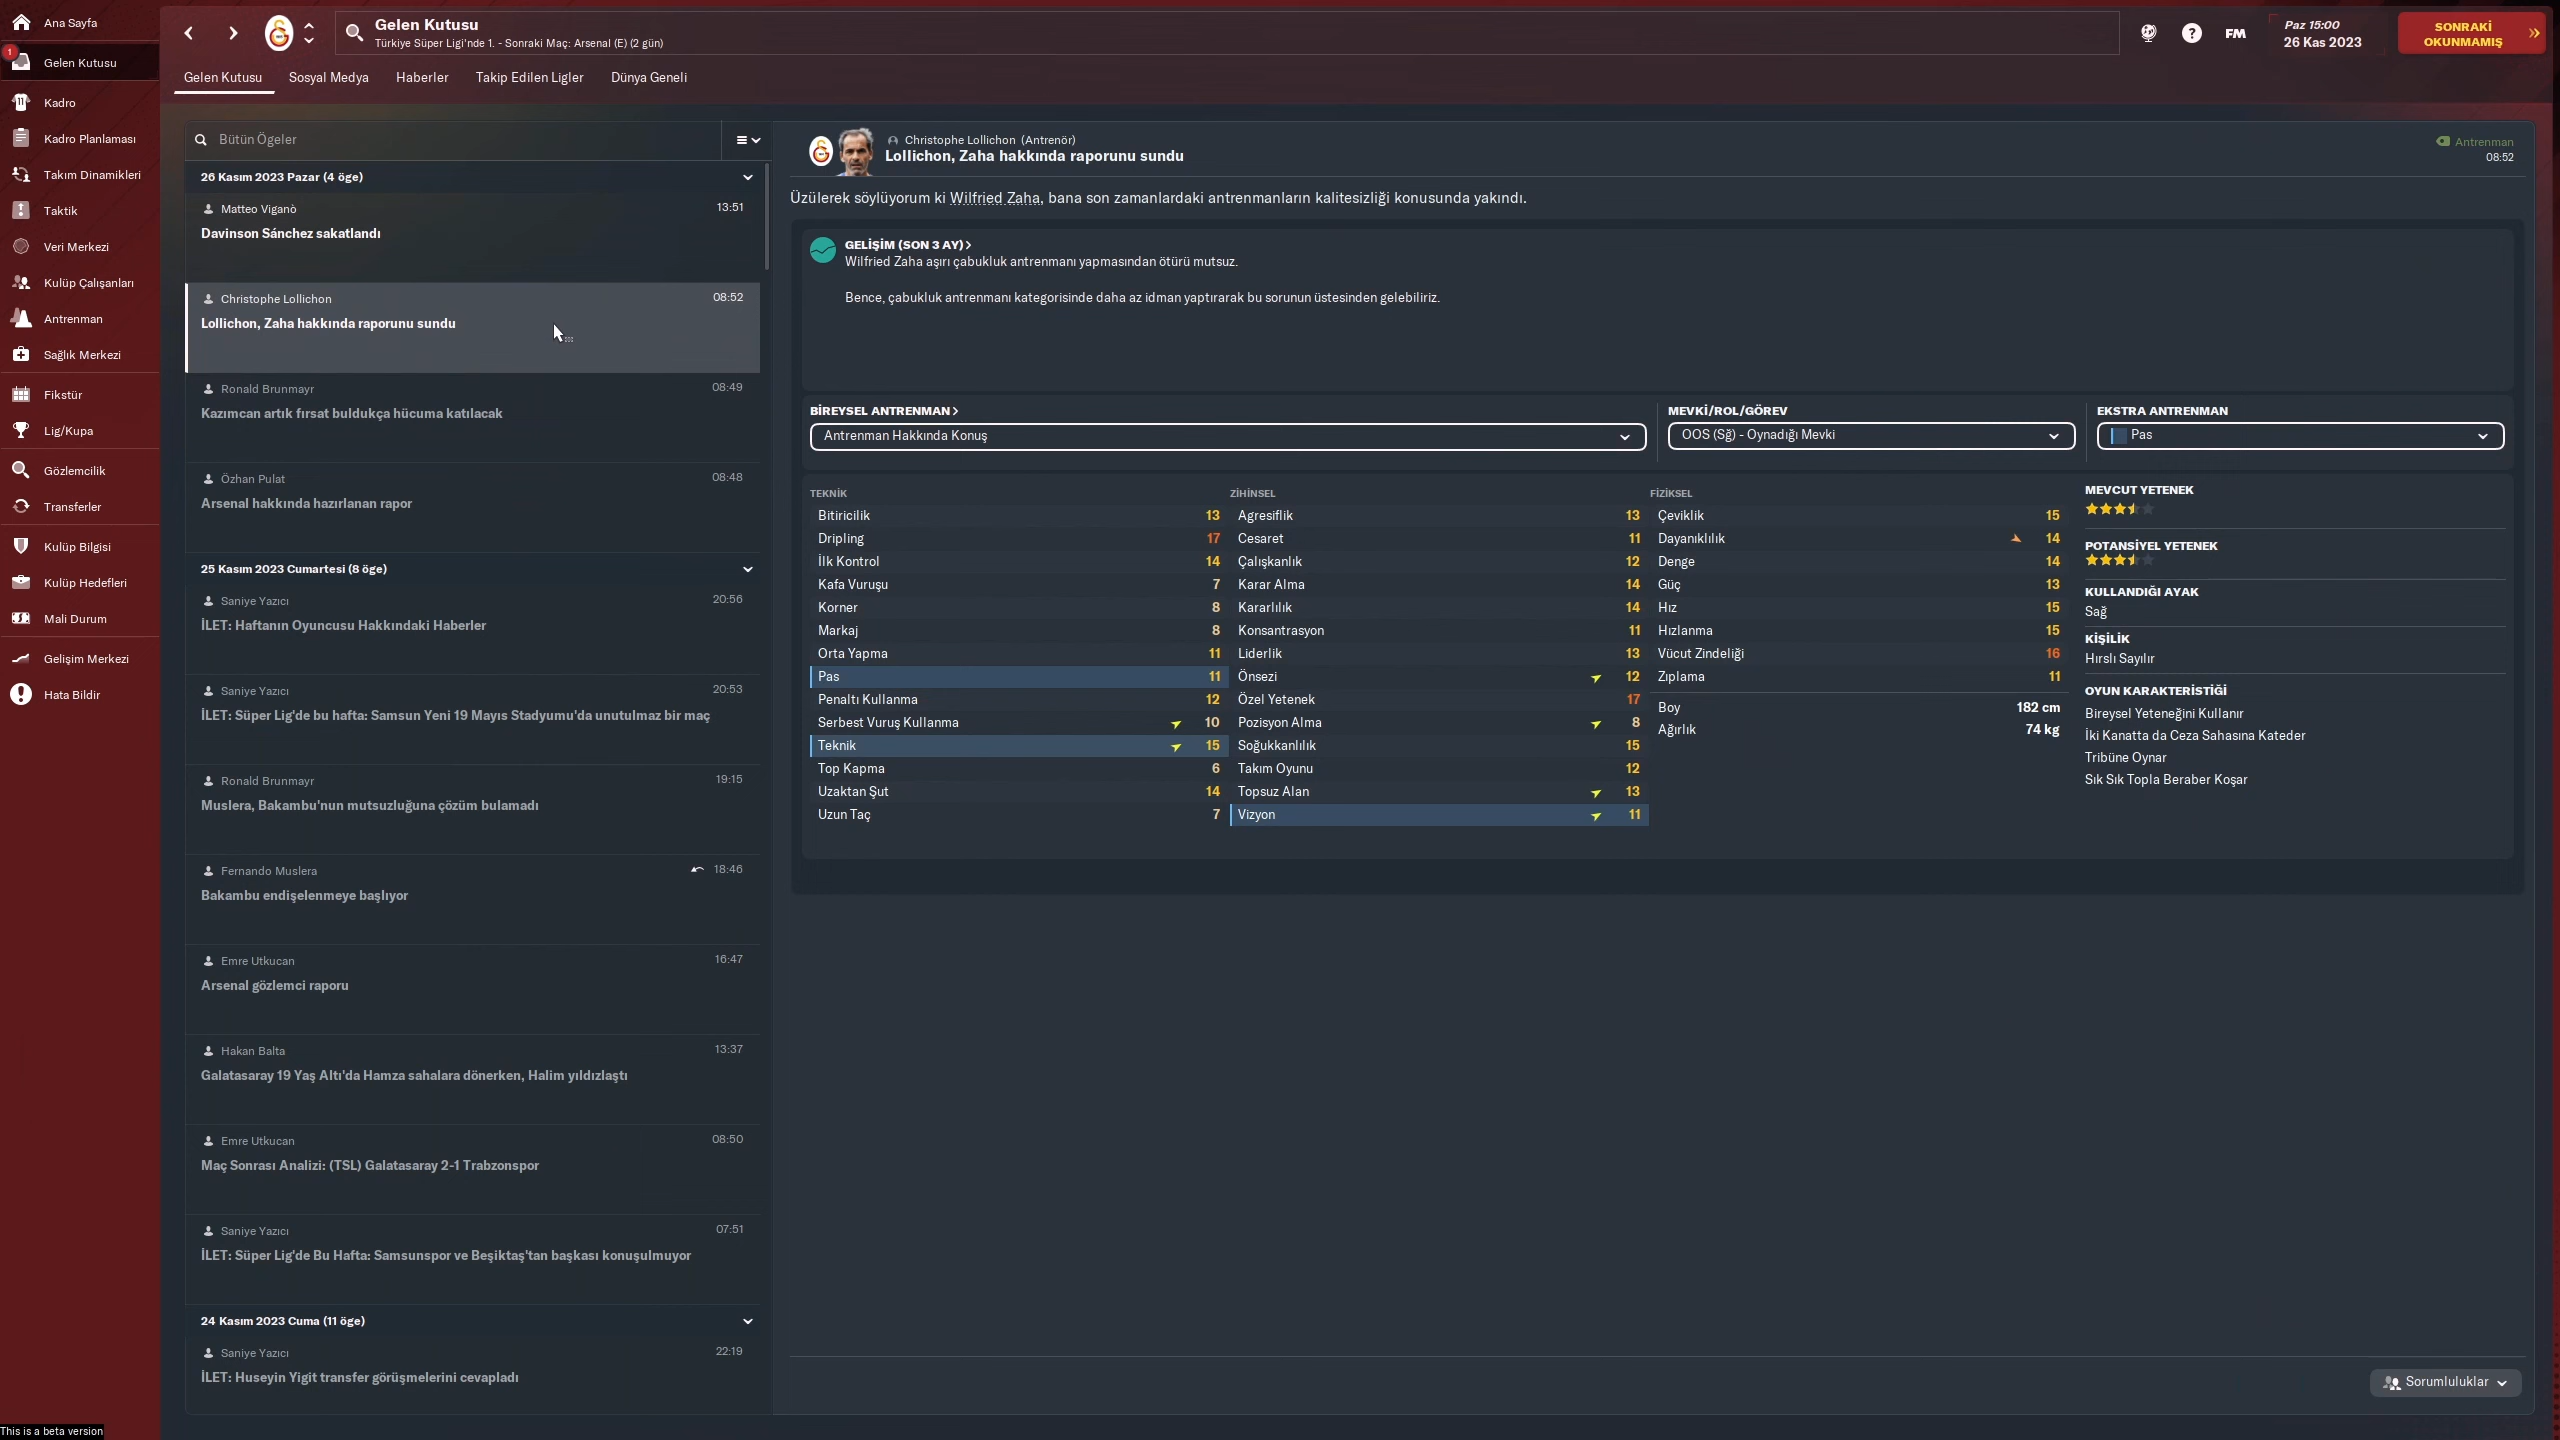 Ana Sayfa
1
Gelen Kutusu
Kadro
Kadro Planlaması
Takım Dinamikleri
Taktik
Veri Merkezi
Kulüp Çalışanları
Antrenman
Sağlık Merkezi
Fikstür
Lig/Kupa
Gözlemcilik
Transferler
Kulüp Bilgisi
Kulüp Hedefleri
Mali Durum
Gelişim Merkezi
Hata Bildir
This is a beta version
Gelen Kutusu
Türkiye Süper Ligi'nde 1. - Sonraki Maç: Arsenal (E) (2 gün)
FM
Paz 15:00
26 Kas 2023
SONRAKİ
OKUNMAMIŞ
Gelen Kutusu Sosyal Medya Haberler Takip Edilen Ligler Dünya Geneli
Bütün Ögeler
26 Kasım 2023 Pazar (4 öge)
Matteo Viganò 13:51
Davinson Sánchez sakatlandı
Christophe Lollichon 08:52
Lollichon, Zaha hakkında raporunu sundu
Ronald Brunmayr 08:49
Kazımcan artık fırsat buldukça hücuma katılacak
Özhan Pulat 08:48
Arsenal hakkında hazırlanan rapor
25 Kasım 2023 Cumartesi (8 öge)
Saniye Yazıcı 20:56
İLET: Haftanın Oyuncusu Hakkındaki Haberler
Saniye Yazıcı 20:53
İLET: Süper Lig'de bu hafta: Samsun Yeni 19 Mayıs Stadyumu'da unutulmaz bir maç
Ronald Brunmayr 19:15
Muslera, Bakambu'nun mutsuzluğuna çözüm bulamadı
Fernando Muslera 18:46
Bakambu endişelenmeye başlıyor
Emre Utkucan 16:47
Arsenal gözlemci raporu
Hakan Balta 13:37
Galatasaray 19 Yaş Altı'da Hamza sahalara dönerken, Halim yıldızlaştı
Emre Utkucan 08:50
Maç Sonrası Analizi: (TSL) Galatasaray 2-1 Trabzonspor
Saniye Yazıcı 07:51
İLET: Süper Lig'de Bu Hafta: Samsunspor ve Beşiktaş'tan başkası konuşulmuyor
24 Kasım 2023 Cuma (11 öge)
Saniye Yazıcı 22:19
İLET: Huseyin Yigit transfer görüşmelerini cevapladı
Christophe Lollichon (Antrenör)
Lollichon, Zaha hakkında raporunu sundu
Antrenman
08:52
Üzülerek söylüyorum ki Wilfried Zaha, bana son zamanlardaki antrenmanların kalitesizliği konusunda yakındı.
GELİŞİM (SON 3 AY)
Wilfried Zaha aşırı çabukluk antrenmanı yapmasından ötürü mutsuz.
Bence, çabukluk antrenmanı kategorisinde daha az idman yaptırarak bu sorunun üstesinden gelebiliriz.
BİREYSEL ANTRENMAN
Antrenman Hakkında Konuş
MEVKİ/ROL/GÖREV
OOS (Sğ) - Oynadığı Mevki
EKSTRA ANTRENMAN
Pas
TEKNİK
Bitiricilik 13
Dripling 17
İlk Kontrol 14
Kafa Vuruşu 7
Korner 8
Markaj 8
Orta Yapma 11
Pas 11
Penaltı Kullanma 12
Serbest Vuruş Kullanma 10
Teknik 15
Top Kapma 6
Uzaktan Şut 14
Uzun Taç 7
ZİHİNSEL
Agresiflik 13
Cesaret 11
Çalışkanlık 12
Karar Alma 14
Kararlılık 14
Konsantrasyon 11
Liderlik 13
Önsezi 12
Özel Yetenek 17
Pozisyon Alma 8
Soğukkanlılık 15
Takım Oyunu 12
Topsuz Alan 13
Vizyon 11
FİZİKSEL
Çeviklik 15
Dayanıklılık 14
Denge 14
Güç 13
Hız 15
Hızlanma 15
Vücut Zindeliği 16
Zıplama 11
Boy 182 cm
Ağırlık 74 kg
MEVCUT YETENEK
POTANSİYEL YETENEK
KULLANDIĞI AYAK
Sağ
KİŞİLİK
Hırslı Sayılır
OYUN KARAKTERİSTİĞİ
Bireysel Yeteneğini Kullanır
İki Kanatta da Ceza Sahasına Kateder
Tribüne Oynar
Sık Sık Topla Beraber Koşar
Sorumluluklar